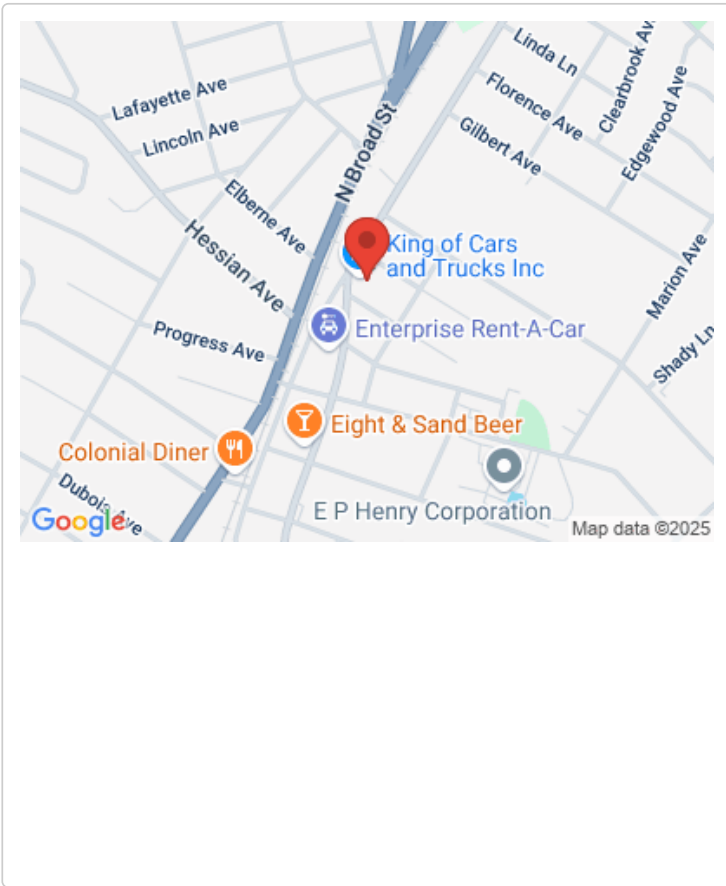 Linda Ln
Clearbrook Av
Lafayette Ave
Florence Ave
Edgewood Ave
Lincoln Ave
Gilbert Ave
N Broad St
Elberne Ave
Hessian Ave
King of Cars
and Trucks Inc
Marion Ave
Progress Ave
Enterprise Rent-A-Car
Shady Ln
Eight & Sand Beer
Colonial Diner
Dubois Ave
E P Henry Corporation
Google
Map data ©2025